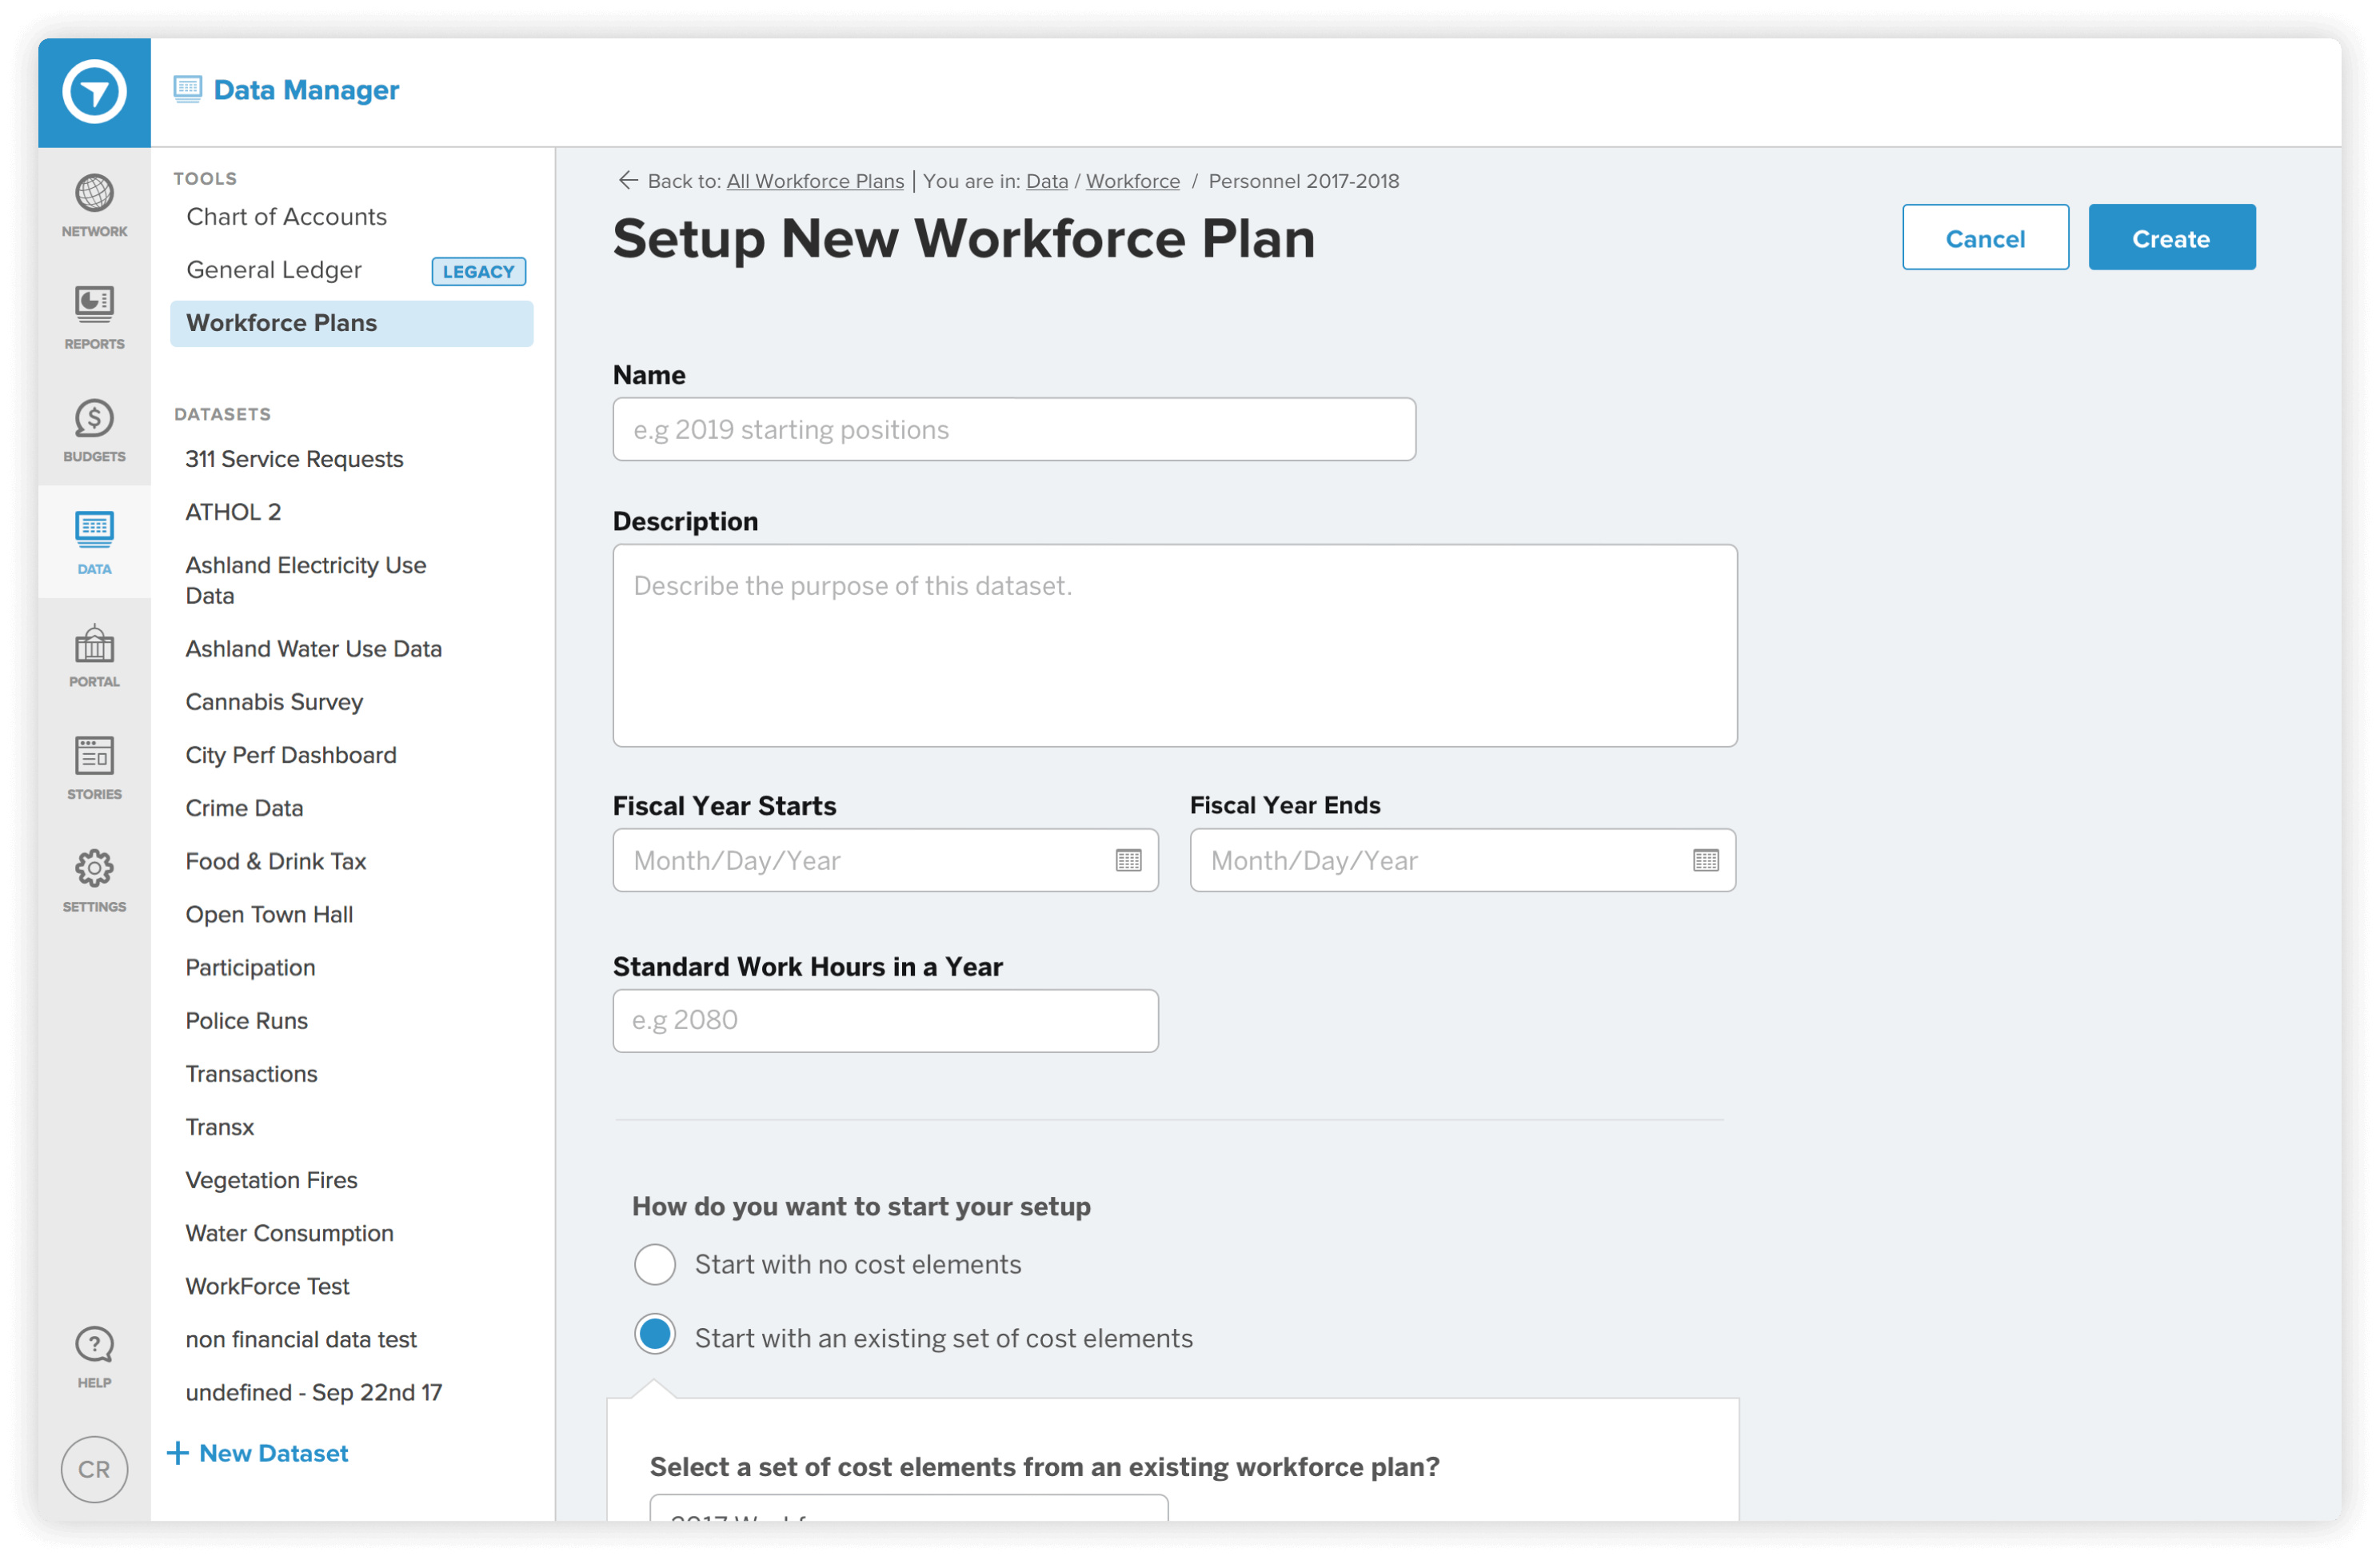 Data Manager
NETWORK
REPORTS
BUDGETS
DATA
PORTAL
STORIES
SETTINGS
HELP
CR
TOOLS
Chart of Accounts
General Ledger LEGACY
Workforce Plans
DATASETS
311 Service Requests
ATHOL 2
Ashland Electricity Use
Data
Ashland Water Use Data
Cannabis Survey
City Perf Dashboard
Crime Data
Food & Drink Tax
Open Town Hall
Participation
Police Runs
Transactions
Transx
Vegetation Fires
Water Consumption
WorkForce Test
non financial data test
undefined - Sep 22nd 17
+ New Dataset
← Back to: All Workforce Plans | You are in: Data / Workforce / Personnel 2017-2018
Setup New Workforce Plan
Cancel
Create
Name
e.g 2019 starting positions
Description
Describe the purpose of this dataset.
Fiscal Year Starts
Month/Day/Year
Fiscal Year Ends
Month/Day/Year
Standard Work Hours in a Year
e.g 2080
How do you want to start your setup
Start with no cost elements
Start with an existing set of cost elements
Select a set of cost elements from an existing workforce plan?
2017